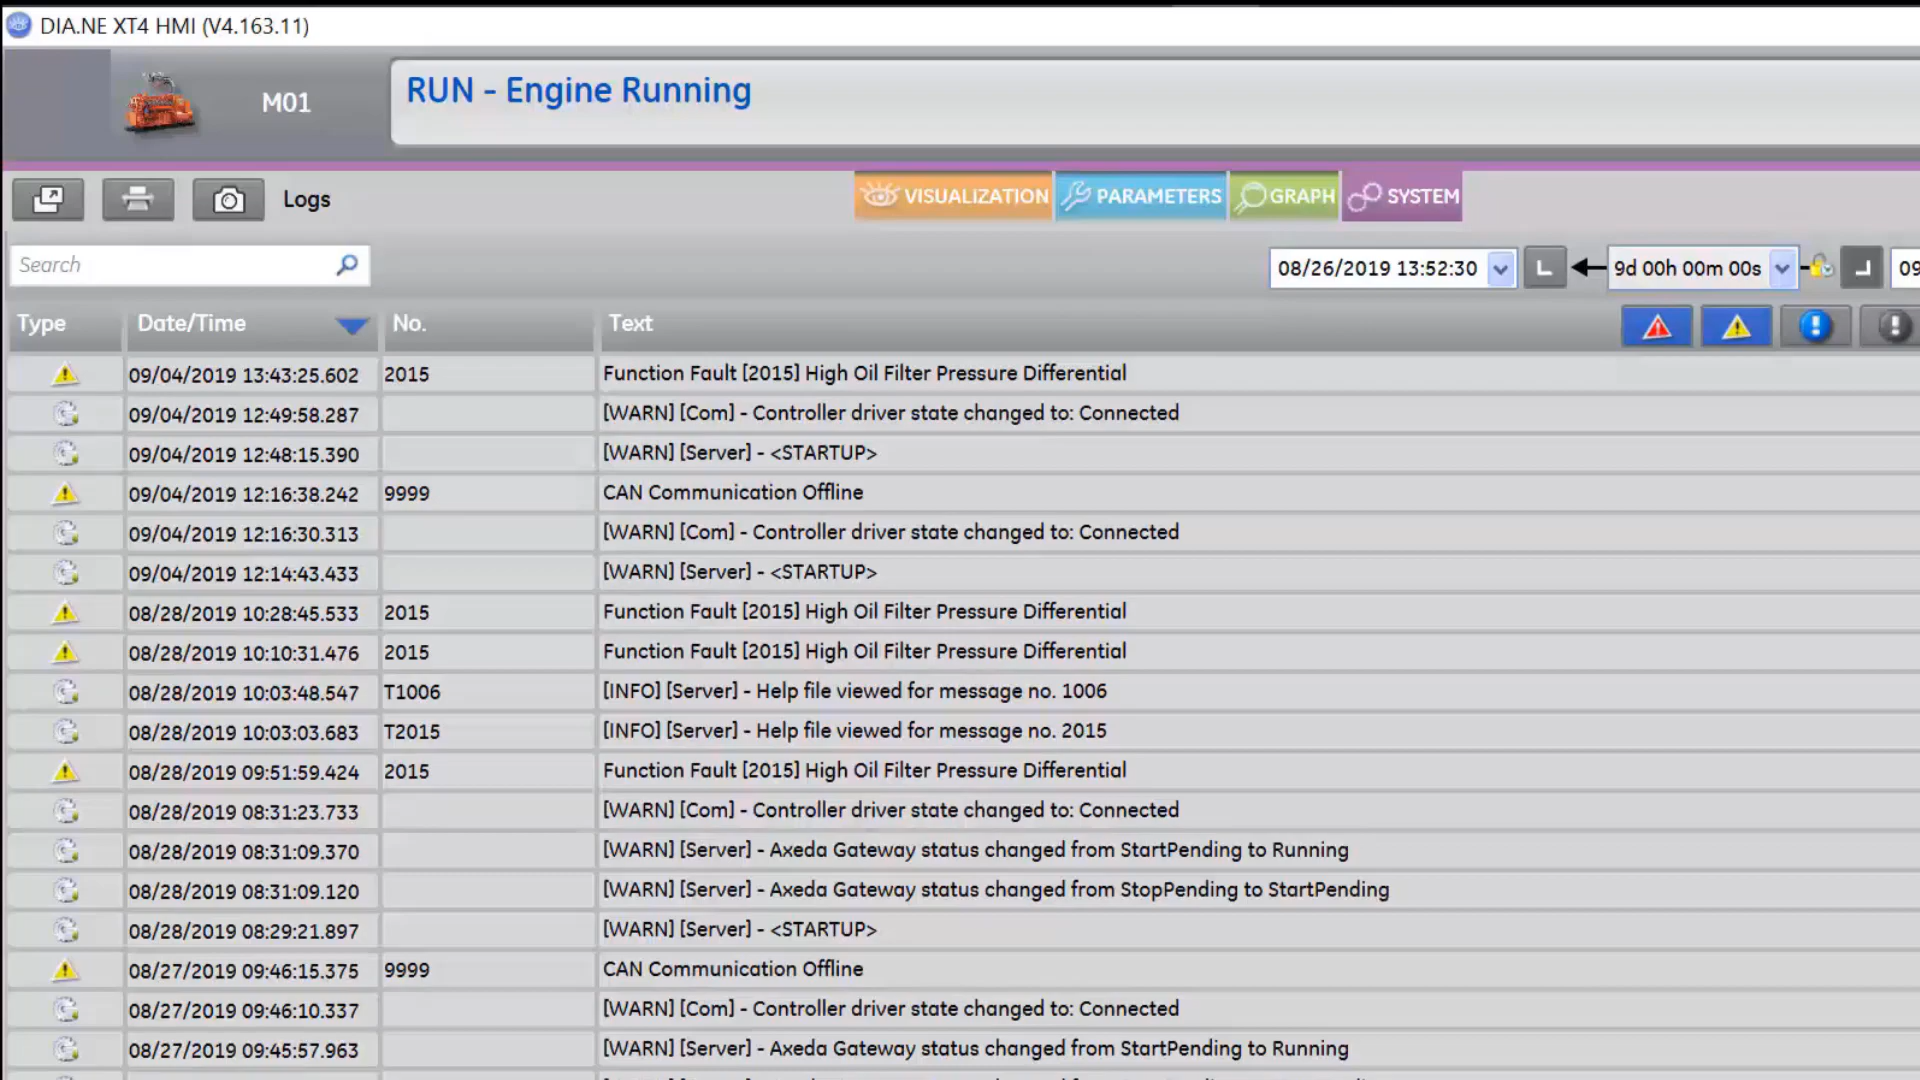 DIA.NE XT4 HMI (V4.163.11)
M01
RUN - Engine Running
Logs
VISUALIZATION PARAMETERS GRAPH SYSTEM
Search
08/26/2019 13:52:30 9d 00h 00m 00s 09
Type Date/Time No. Text
09/04/2019 13:43:25.602 2015 Function Fault [2015] High Oil Filter Pressure Differential
09/04/2019 12:49:58.287 [WARN] [Com] - Controller driver state changed to: Connected
09/04/2019 12:48:15.390 [WARN] [Server] - <STARTUP>
09/04/2019 12:16:38.242 9999 CAN Communication Offline
09/04/2019 12:16:30.313 [WARN] [Com] - Controller driver state changed to: Connected
09/04/2019 12:14:43.433 [WARN] [Server] - <STARTUP>
08/28/2019 10:28:45.533 2015 Function Fault [2015] High Oil Filter Pressure Differential
08/28/2019 10:10:31.476 2015 Function Fault [2015] High Oil Filter Pressure Differential
08/28/2019 10:03:48.547 T1006 [INFO] [Server] - Help file viewed for message no. 1006
08/28/2019 10:03:03.683 T2015 [INFO] [Server] - Help file viewed for message no. 2015
08/28/2019 09:51:59.424 2015 Function Fault [2015] High Oil Filter Pressure Differential
08/28/2019 08:31:23.733 [WARN] [Com] - Controller driver state changed to: Connected
08/28/2019 08:31:09.370 [WARN] [Server] - Axeda Gateway status changed from StartPending to Running
08/28/2019 08:31:09.120 [WARN] [Server] - Axeda Gateway status changed from StopPending to StartPending
08/28/2019 08:29:21.897 [WARN] [Server] - <STARTUP>
08/27/2019 09:46:15.375 9999 CAN Communication Offline
08/27/2019 09:46:10.337 [WARN] [Com] - Controller driver state changed to: Connected
08/27/2019 09:45:57.963 [WARN] [Server] - Axeda Gateway status changed from StartPending to Running